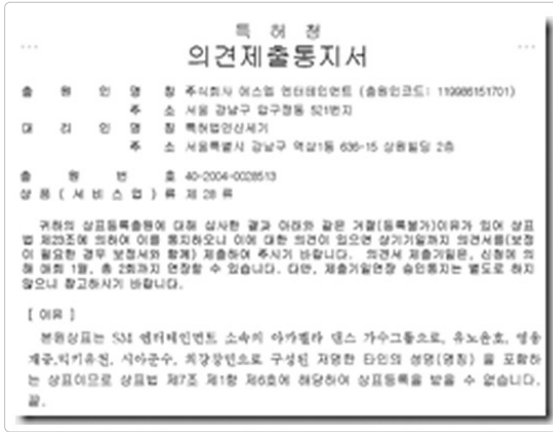 특 허 청
의견제출통지서
출 원 인 명 칭 주식회사 에스엠 엔터테인먼트 (출원인코드: 119986151701)
주 소 서울 강남구 압구정동 521번지
대 리 인 명 칭 특허법인신세기
주 소 서울특별시 강남구 역삼1동 636-15 상원빌딩 2층
출 원 번 호 40-2004-0028513
상 품 ( 서 비 스 업 ) 류 제 28 류
귀하의 상표등록출원에 대해 심사한 결과 아래와 같은 거절(등록불가)이유가 있어 상표
법 제23조에 의하여 이를 통지하오니 이에 대한 의견이 있으면 상기기일까지 의견서를(보정
이 필요한 경우 보정서와 함께) 제출하여 주시기 바랍니다. 의견서 제출기일은, 신청에 의
해 매회 1월, 총 2회까지 연장할 수 있습니다. 다만, 제출기일연장 승인통지는 별도로 하지
않으니 참고하시기 바랍니다.
[ 이유 ]
본원상표는 SM 엔터테인먼트 소속의 아카펠라 댄스 가수그룹으로, 유노윤호, 영웅
재중,믹키유천, 시아준수, 최강창민으로 구성된 저명한 타인의 성명(명칭) 을 포함하
는 상표이므로 상표법 제7조 제1항 제6호에 해당하여 상표등록을 받을 수 없습니다.
끝.